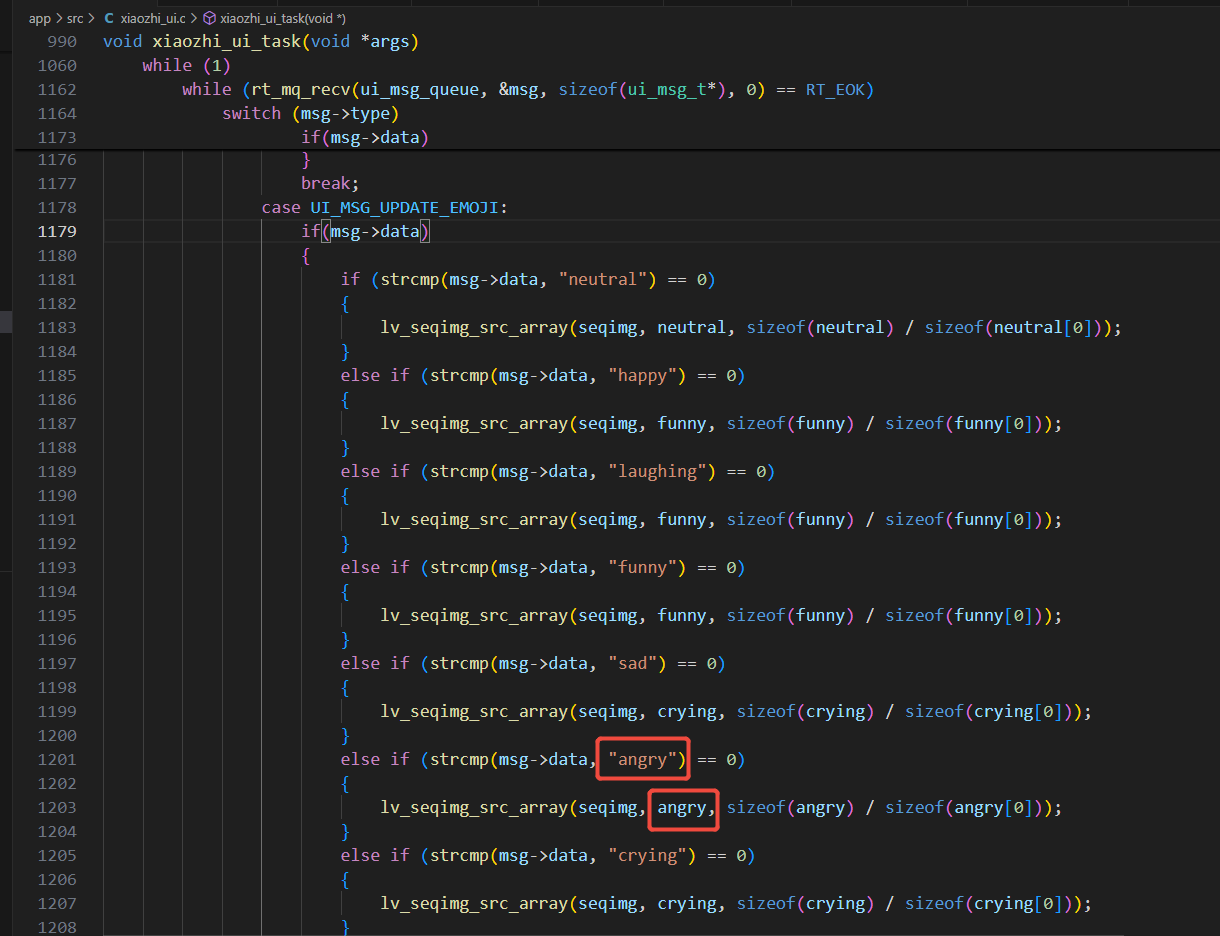 app > src > C xiaozhi_ui.c > xiaozhi_ui_task(void *)
990 void xiaozhi_ui_task(void *args)
1060 while (1)
1162 while (rt_mq_recv(ui_msg_queue, &msg, sizeof(ui_msg_t*), 0) == RT_EOK)
1164 switch (msg->type)
1173 if(msg->data)
1176 }
1177 break;
1178 case UI_MSG_UPDATE_EMOJI:
1179 if(msg->data)
1180 {
1181 if (strcmp(msg->data, "neutral") == 0)
1182 {
1183 lv_seqimg_src_array(seqimg, neutral, sizeof(neutral) / sizeof(neutral[0]));
1184 }
1185 else if (strcmp(msg->data, "happy") == 0)
1186 {
1187 lv_seqimg_src_array(seqimg, funny, sizeof(funny) / sizeof(funny[0]));
1188 }
1189 else if (strcmp(msg->data, "laughing") == 0)
1190 {
1191 lv_seqimg_src_array(seqimg, funny, sizeof(funny) / sizeof(funny[0]));
1192 }
1193 else if (strcmp(msg->data, "funny") == 0)
1194 {
1195 lv_seqimg_src_array(seqimg, funny, sizeof(funny) / sizeof(funny[0]));
1196 }
1197 else if (strcmp(msg->data, "sad") == 0)
1198 {
1199 lv_seqimg_src_array(seqimg, crying, sizeof(crying) / sizeof(crying[0]));
1200 }
1201 else if (strcmp(msg->data, "angry") == 0)
1202 {
1203 lv_seqimg_src_array(seqimg, angry, sizeof(angry) / sizeof(angry[0]));
1204 }
1205 else if (strcmp(msg->data, "crying") == 0)
1206 {
1207 lv_seqimg_src_array(seqimg, crying, sizeof(crying) / sizeof(crying[0]));
1208 }